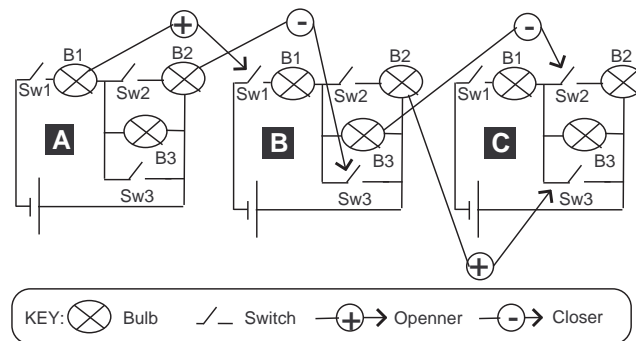 + -
B1 B2 B1 B2 - B1 B2
Sw1 Sw2 Sw1 Sw2 Sw1 Sw2
A B C
B3 B3 B3
Sw3 Sw3 Sw3
+
KEY: Bulb Switch + Openner - Closer